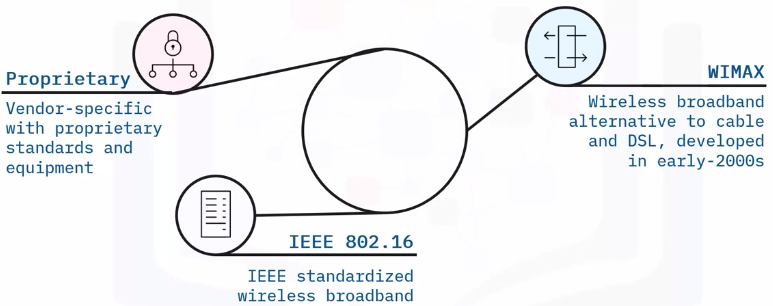 Proprietary
Vendor-specific
with proprietary
standards and
equipment
WIMAX
Wireless broadband
alternative to cable
and DSL, developed
in early-2000s
IEEE 802.16
IEEE standardized
wireless broadband